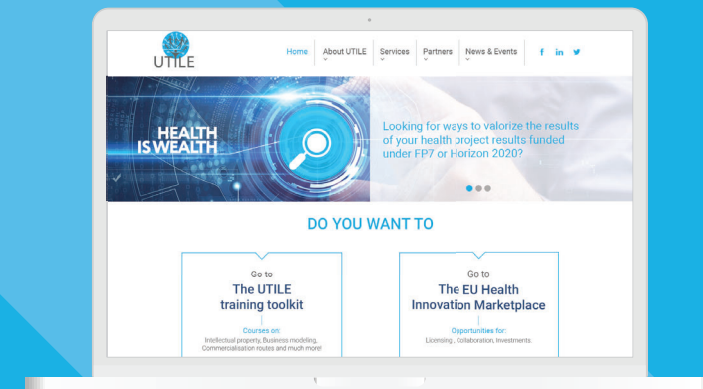 UTILE
Home About UTILE Services Partners News & Events f in
HEALTH
IS WEALTH
Looking for ways to valorize the results
of your health project results funded
under FP7 or Horizon 2020?
DO YOU WANT TO
Go to
The UTILE
training toolkit
Courses on:
Intellectual property, Business modeling,
Commercialisation routes and much more!
Go to
The EU Health
Innovation Marketplace
Opportunities for:
Licensing , Collaboration, Investments